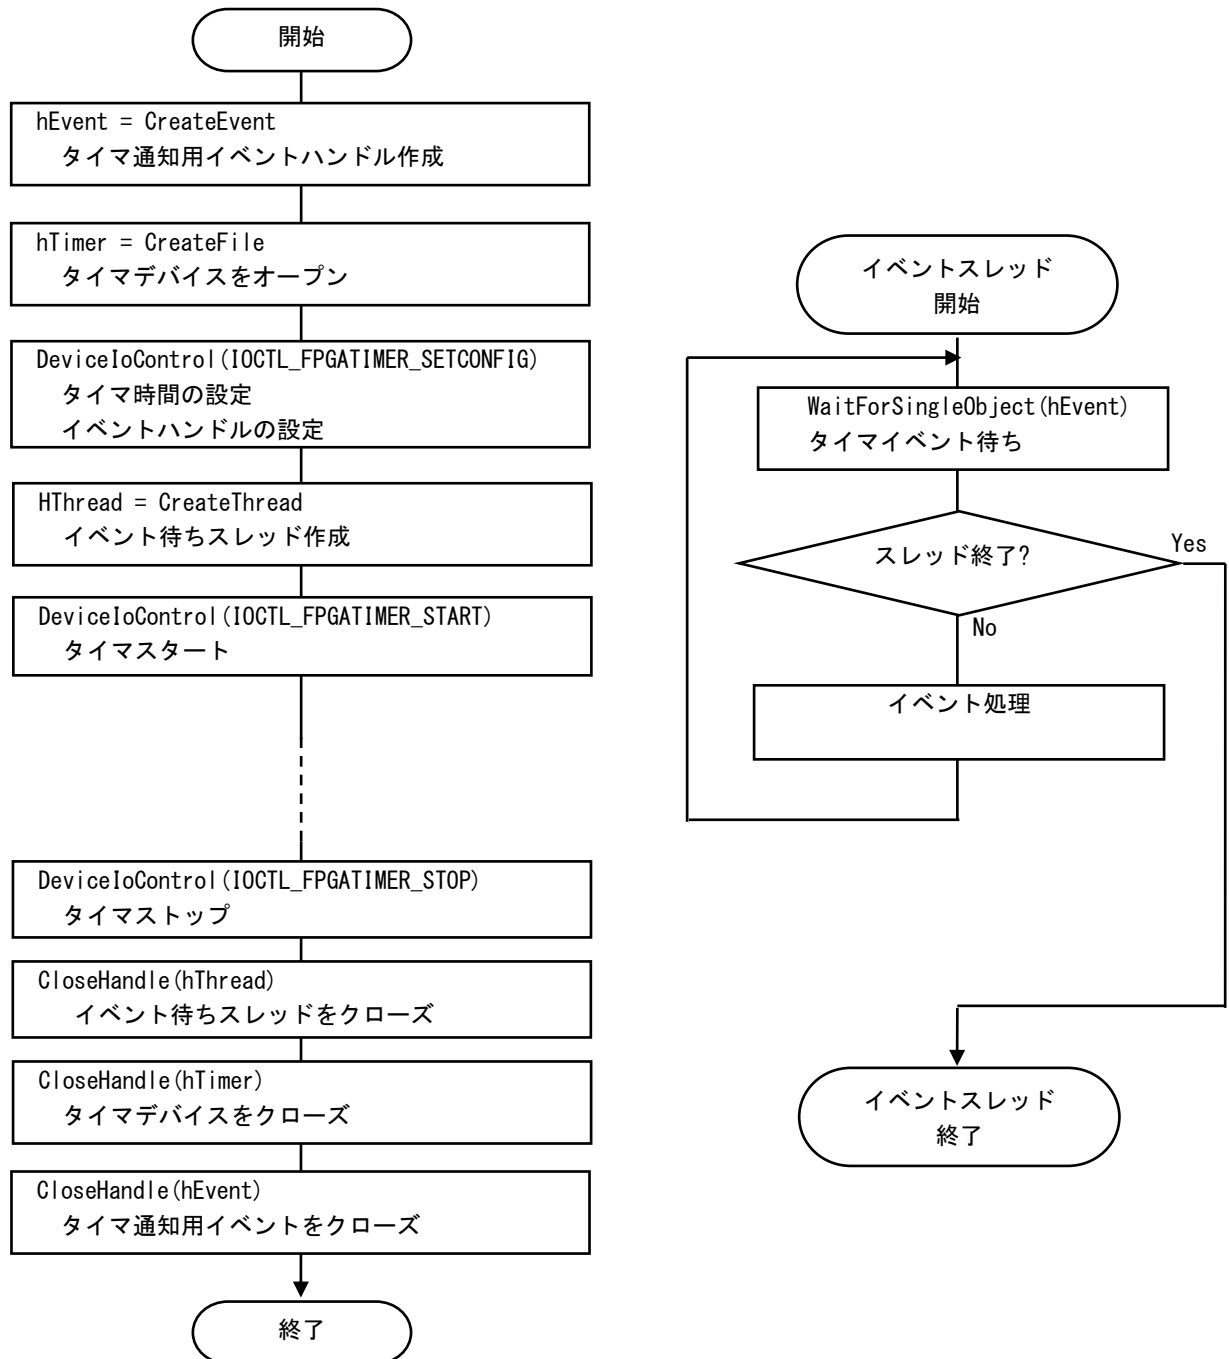 開始
hEvent = CreateEvent
タイマ通知用イベントハンドル作成
hTimer = CreateFile
タイマデバイスをオープン
DeviceIoControl(IOCTL_FPGATIMER_SETCONFIG)
タイマ時間の設定
イベントハンドルの設定
HThread = CreateThread
イベント待ちスレッド作成
DeviceIoControl(IOCTL_FPGATIMER_START)
タイマスタート
DeviceIoControl(IOCTL_FPGATIMER_STOP)
タイマストップ
CloseHandle(hThread)
イベント待ちスレッドをクローズ
CloseHandle(hTimer)
タイマデバイスをクローズ
CloseHandle(hEvent)
タイマ通知用イベントをクローズ
終了
イベントスレッド
開始
WaitForSingleObject(hEvent)
タイマイベント待ち
スレッド終了?
Yes
No
イベント処理
イベントスレッド
終了